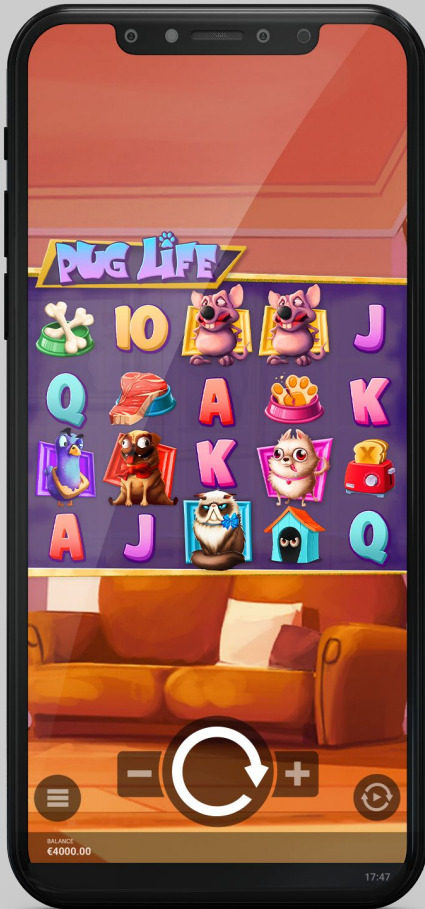 PUG LIFE
10 J
Q A K
K
A J Q
BALANCE
€4000.00
17:47